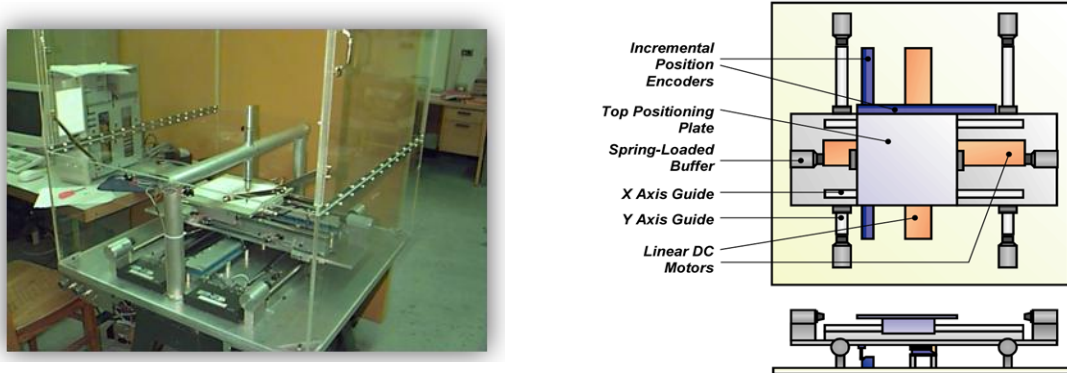 Incremental
Position
Encoders
Top Positioning
Plate
Spring-Loaded
Buffer
X Axis Guide
Y Axis Guide
Linear DC
Motors